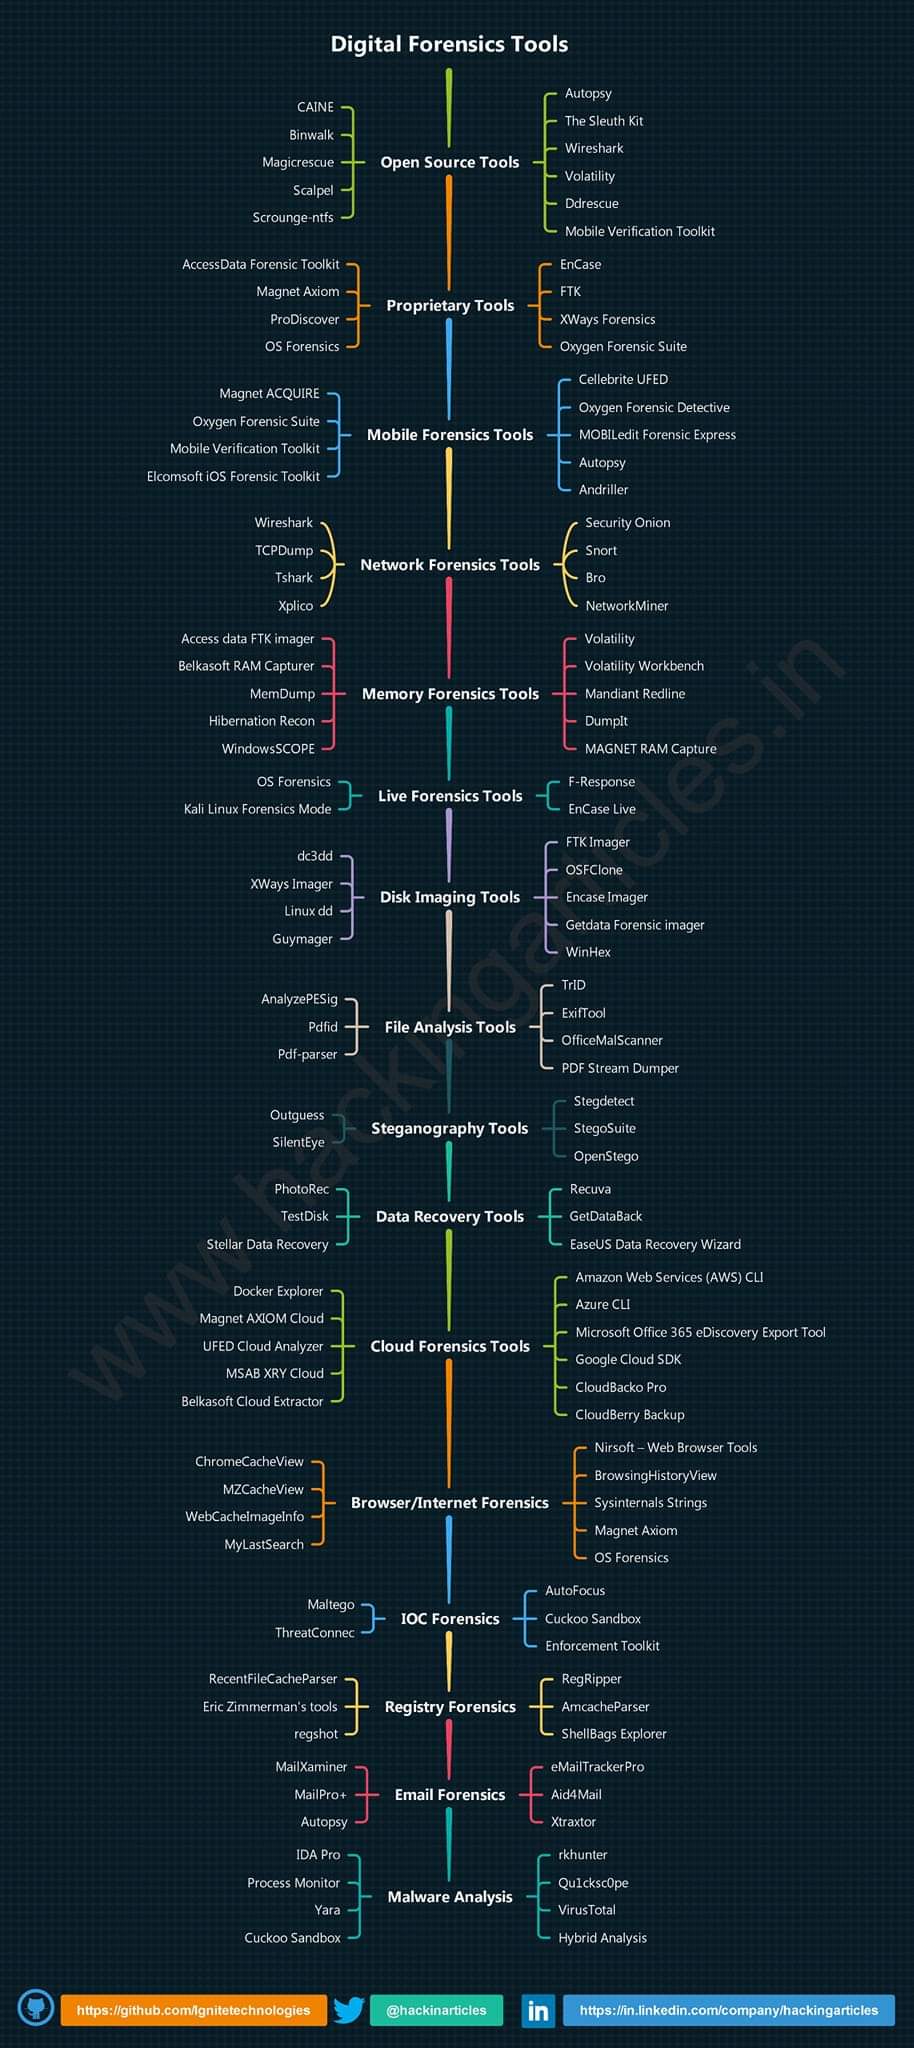 Digital Forensics Tools
CAINE
Binwalk
Magicrescue
Scalpel
Scrounge-ntfs
Open Source Tools
Autopsy
The Sleuth Kit
Wireshark
Volatility
Ddrescue
Mobile Verification Toolkit
AccessData Forensic Toolkit
Magnet Axiom
ProDiscover
OS Forensics
Proprietary Tools
EnCase
FTK
XWays Forensics
Oxygen Forensic Suite
Magnet ACQUIRE
Oxygen Forensic Suite
Mobile Verification Toolkit
Elcomsoft iOS Forensic Toolkit
Mobile Forensics Tools
Cellebrite UFED
Oxygen Forensic Detective
MOBILedit Forensic Express
Autopsy
Andriller
Wireshark
TCPDump
Tshark
Xplico
Network Forensics Tools
Security Onion
Snort
Bro
NetworkMiner
Access data FTK imager
Belkasoft RAM Capturer
MemDump
Hibernation Recon
WindowsSCOPE
Memory Forensics Tools
Volatility
Volatility Workbench
Mandiant Redline
DumpIt
MAGNET RAM Capture
OS Forensics
Kali Linux Forensics Mode
Live Forensics Tools
F-Response
EnCase Live
dc3dd
XWays Imager
Linux dd
Guymager
Disk Imaging Tools
FTK Imager
OSFClone
Encase Imager
Getdata Forensic imager
WinHex
AnalyzePESig
Pdfid
Pdf-parser
File Analysis Tools
TrID
ExifTool
OfficeMalScanner
PDF Stream Dumper
Outguess
SilentEye
Steganography Tools
Stegdetect
StegoSuite
OpenStego
PhotoRec
TestDisk
Stellar Data Recovery
Data Recovery Tools
Recuva
GetDataBack
EaseUS Data Recovery Wizard
Docker Explorer
Magnet AXIOM Cloud
UFED Cloud Analyzer
MSAB XRY Cloud
Belkasoft Cloud Extractor
Cloud Forensics Tools
Amazon Web Services (AWS) CLI
Azure CLI
Microsoft Office 365 eDiscovery Export Tool
Google Cloud SDK
CloudBacko Pro
CloudBerry Backup
ChromeCacheView
MZCacheView
WebCacheImageInfo
MyLastSearch
Browser/Internet Forensics
Nirsoft – Web Browser Tools
BrowsingHistoryView
Sysinternals Strings
Magnet Axiom
OS Forensics
Maltego
ThreatConnec
IOC Forensics
AutoFocus
Cuckoo Sandbox
Enforcement Toolkit
RecentFileCacheParser
Eric Zimmerman's tools
regshot
Registry Forensics
RegRipper
AmcacheParser
ShellBags Explorer
MailXaminer
MailPro+
Autopsy
Email Forensics
eMailTrackerPro
Aid4Mail
Xtraxtor
IDA Pro
Process Monitor
Yara
Cuckoo Sandbox
Malware Analysis
rkhunter
Qu1cksc0pe
VirusTotal
Hybrid Analysis
www.hackingarticles.in
https://github.com/Ignitetechnologies
@hackinarticles
in
https://in.linkedin.com/company/hackingarticles